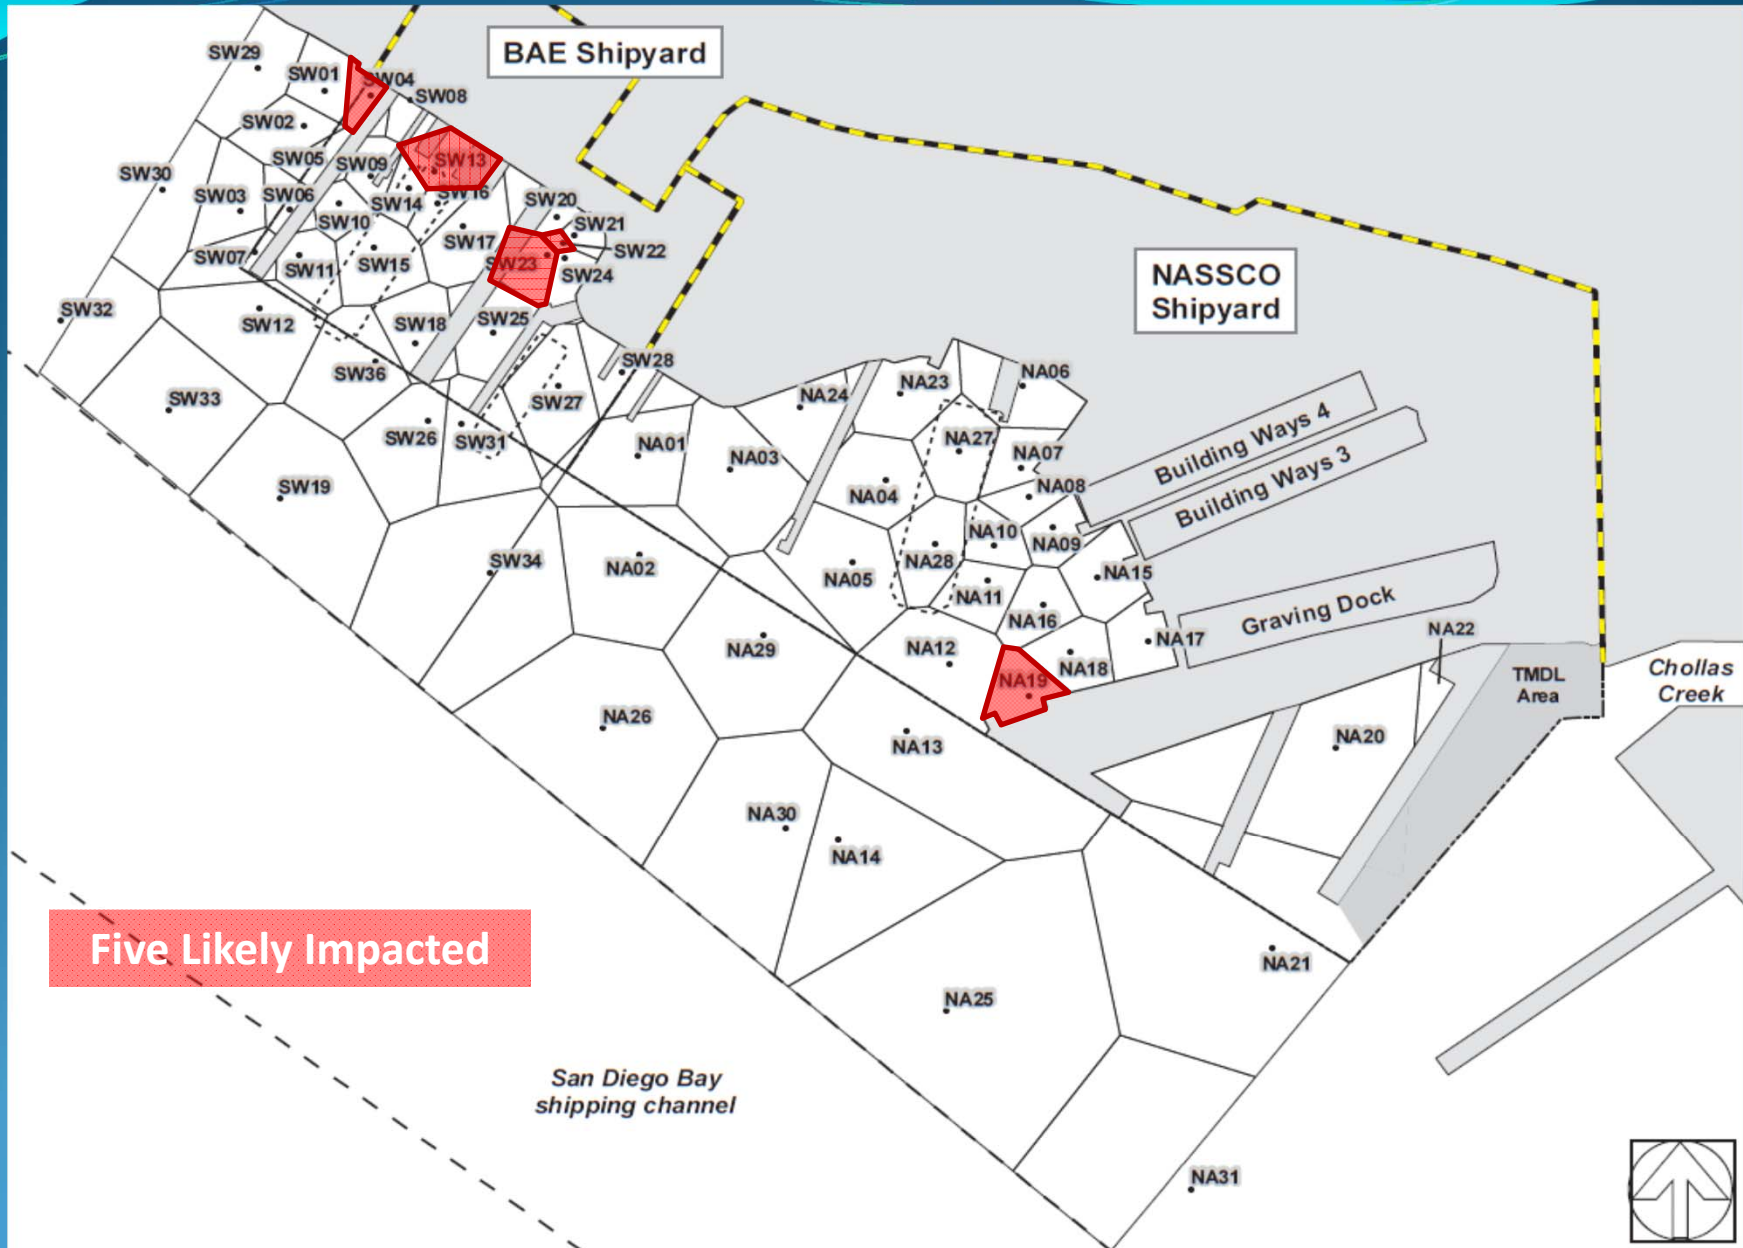 BAE Shipyard
SW29
SW01
SW04
SW08
SW02
SW05
SW09
SW13
SW30
SW03
SW06
SW14
SW16
SW10
SW20
SW21
SW17
SW22
SW07
SW11
SW15
SW23
SW24
SW32
SW12
SW18
SW25
SW36
SW28
SW33
SW27
SW26
SW31
SW19
SW34
NASSCO
Shipyard
NA06
NA23
NA24
NA01
NA03
NA27
NA07
NA04
NA08
NA10
NA09
NA28
NA05
NA02
NA11
NA15
NA16
NA17
NA12
NA18
NA29
NA19
NA22
NA26
NA13
NA20
NA30
NA14
NA21
NA25
NA31
Building Ways 4
Building Ways 3
Graving Dock
TMDL
Area
Chollas
Creek
Five Likely Impacted
San Diego Bay
shipping channel